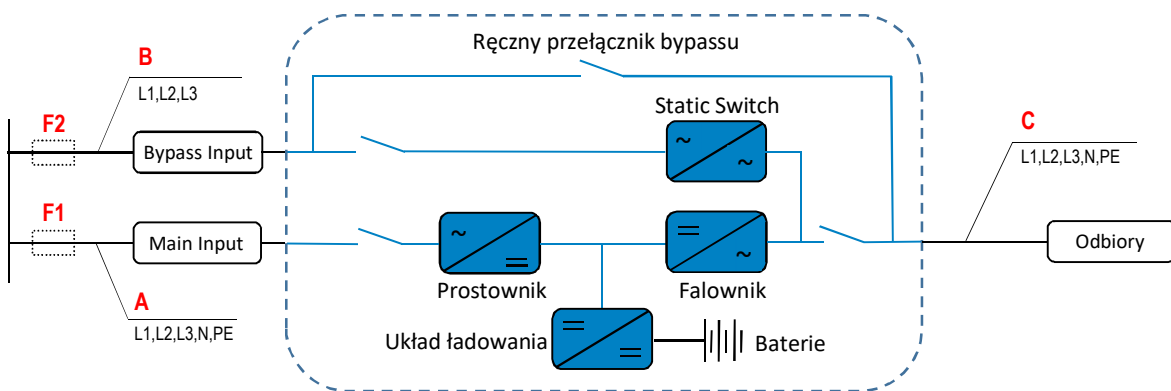 Ręczny przełącznik bypassu
B
L1,L2,L3
Static Switch
C
L1,L2,L3,N,PE
F2
Bypass Input
~
~
F1
Main Input
~
=
=
~
Odbiory
Prostownik
Falownik
A
L1,L2,L3,N,PE
Układ ładowania
=
=
Baterie